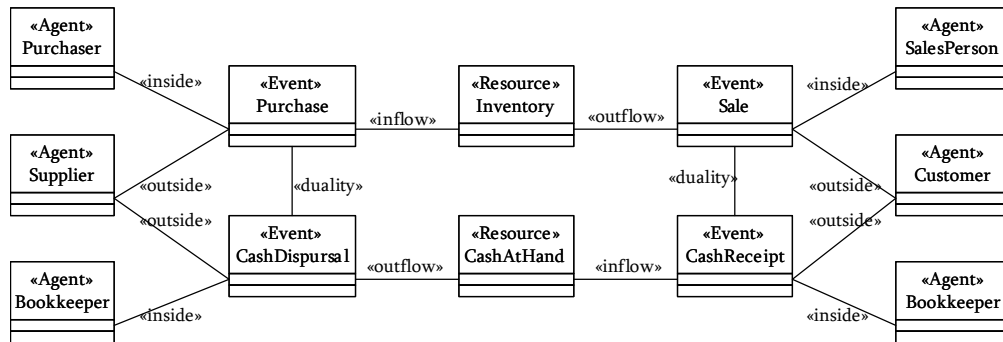 «Agent»
Purchaser
«Agent»
SalesPerson
«inside»
«inside»
«Event»
Purchase
«Resource»
Inventory
«Event»
Sale
«inflow»
«outflow»
«Agent»
Supplier
«Agent»
Customer
«outside»
«duality»
«duality»
«outside»
«outside»
«outside»
«Event»
CashDispursal
«Resource»
CashAtHand
«Event»
CashReceipt
«outflow»
«inflow»
«Agent»
Bookkeeper
«Agent»
Bookkeeper
«inside»
«inside»